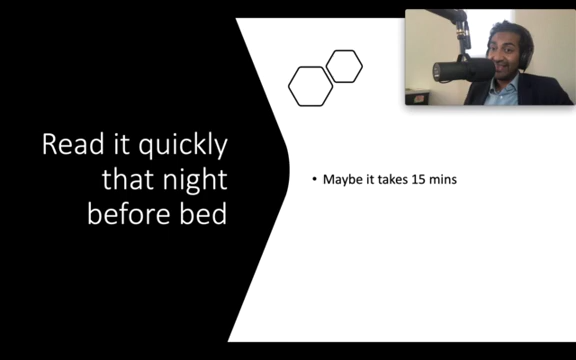 Read it quickly
that night
before bed
• Maybe it takes 15 mins